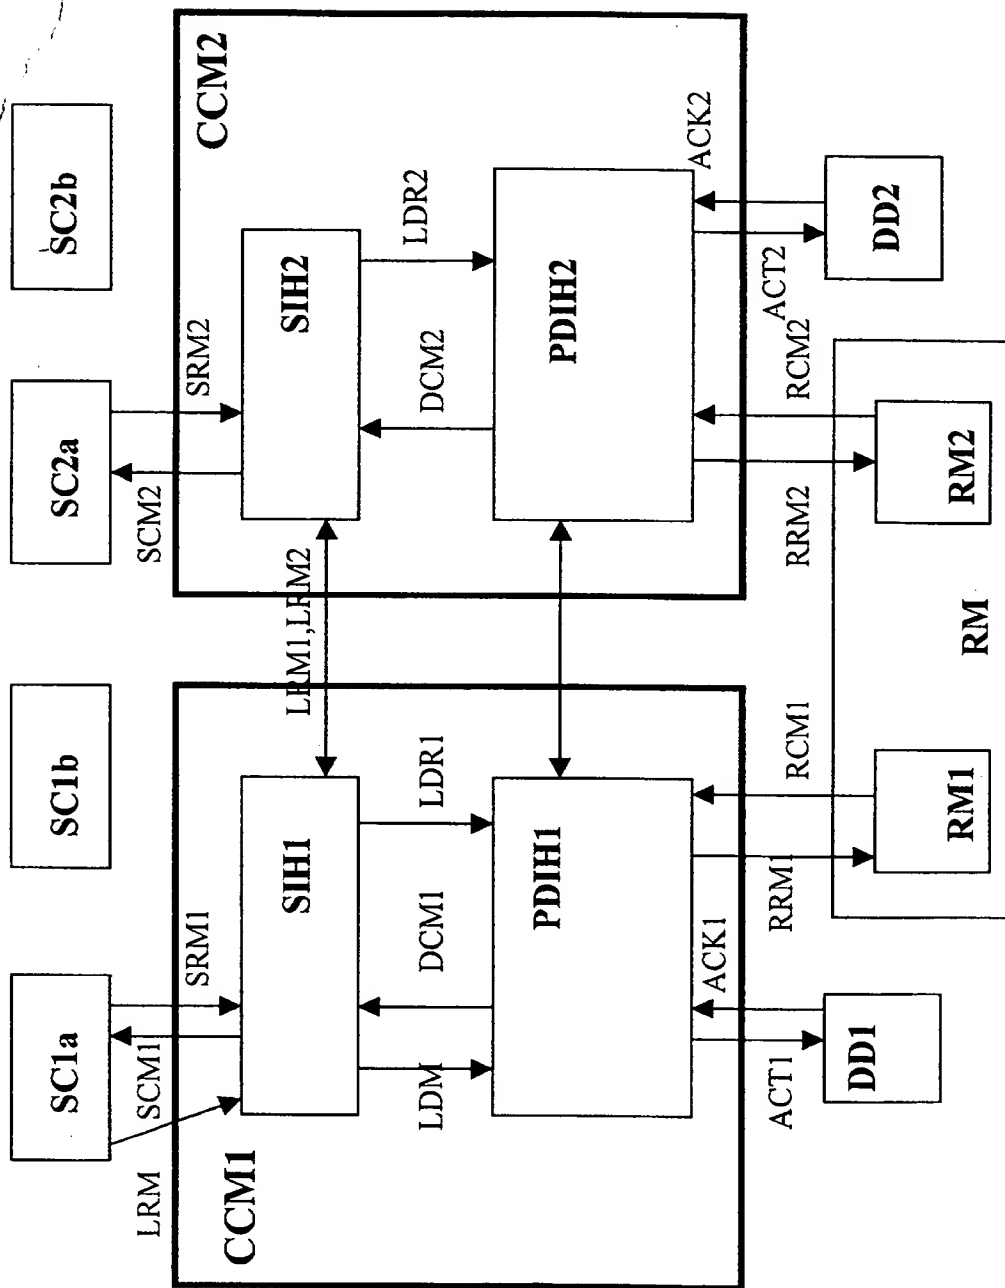 SC1a
SC1b
SC2a
SC2b
LRM
SCM1
SRM1
SCM2
SRM2
CCM1
CCM2
SIH1
LRM1,LRM2
SIH2
LDM
DCM1
LDR1
DCM2
LDR2
PDIH1
PDIH2
ACT1
ACK1
RRM1
RCM1
RRM2
RCM2
ACT2
ACK2
DD1
DD2
RM1
RM
RM2